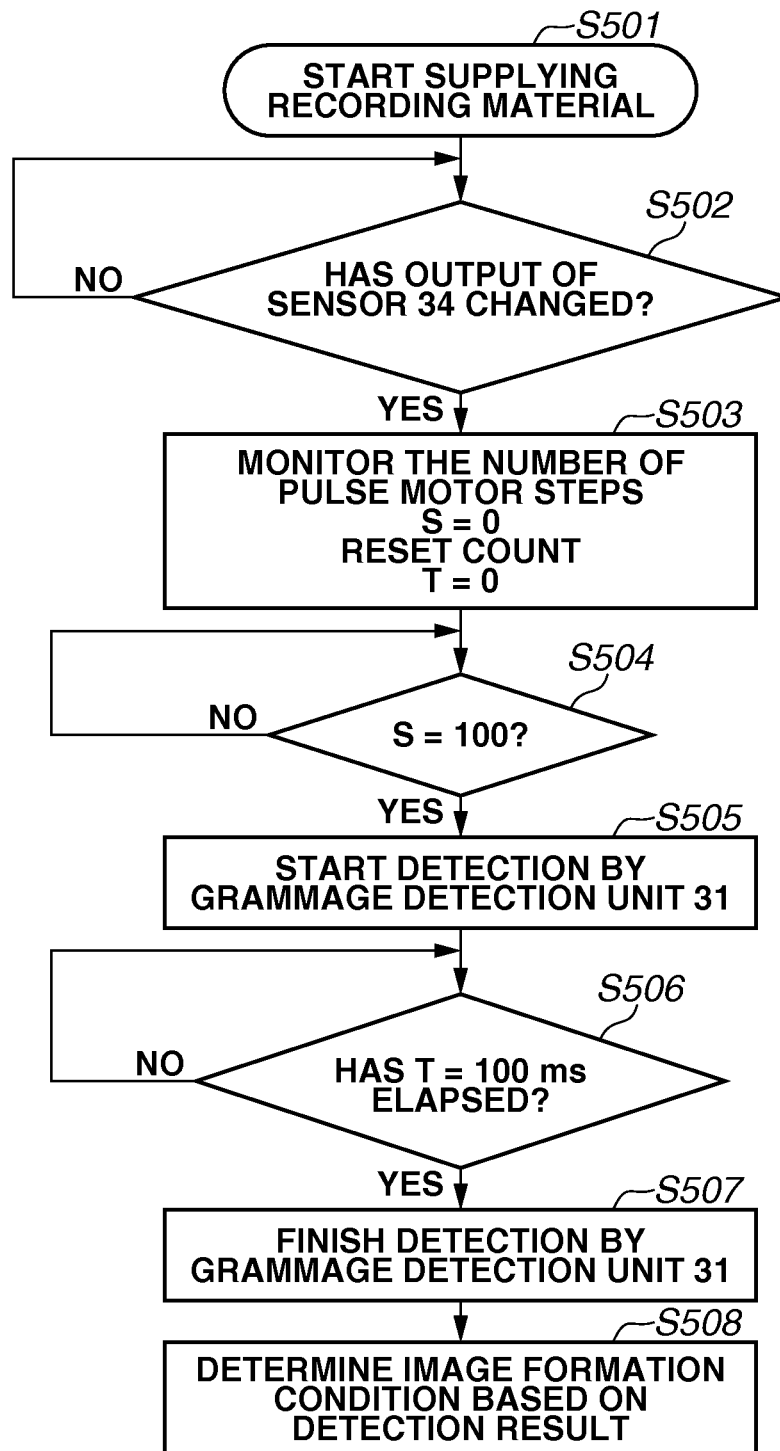 S501
START SUPPLYING
RECORDING MATERIAL
S502
HAS OUTPUT OF
SENSOR 34 CHANGED?
NO
YES
S503
MONITOR THE NUMBER OF
PULSE MOTOR STEPS
S = 0
RESET COUNT
T = 0
S504
S = 100?
NO
YES
S505
START DETECTION BY
GRAMMAGE DETECTION UNIT 31
S506
HAS T = 100 ms
ELAPSED?
NO
YES
S507
FINISH DETECTION BY
GRAMMAGE DETECTION UNIT 31
S508
DETERMINE IMAGE FORMATION
CONDITION BASED ON
DETECTION RESULT